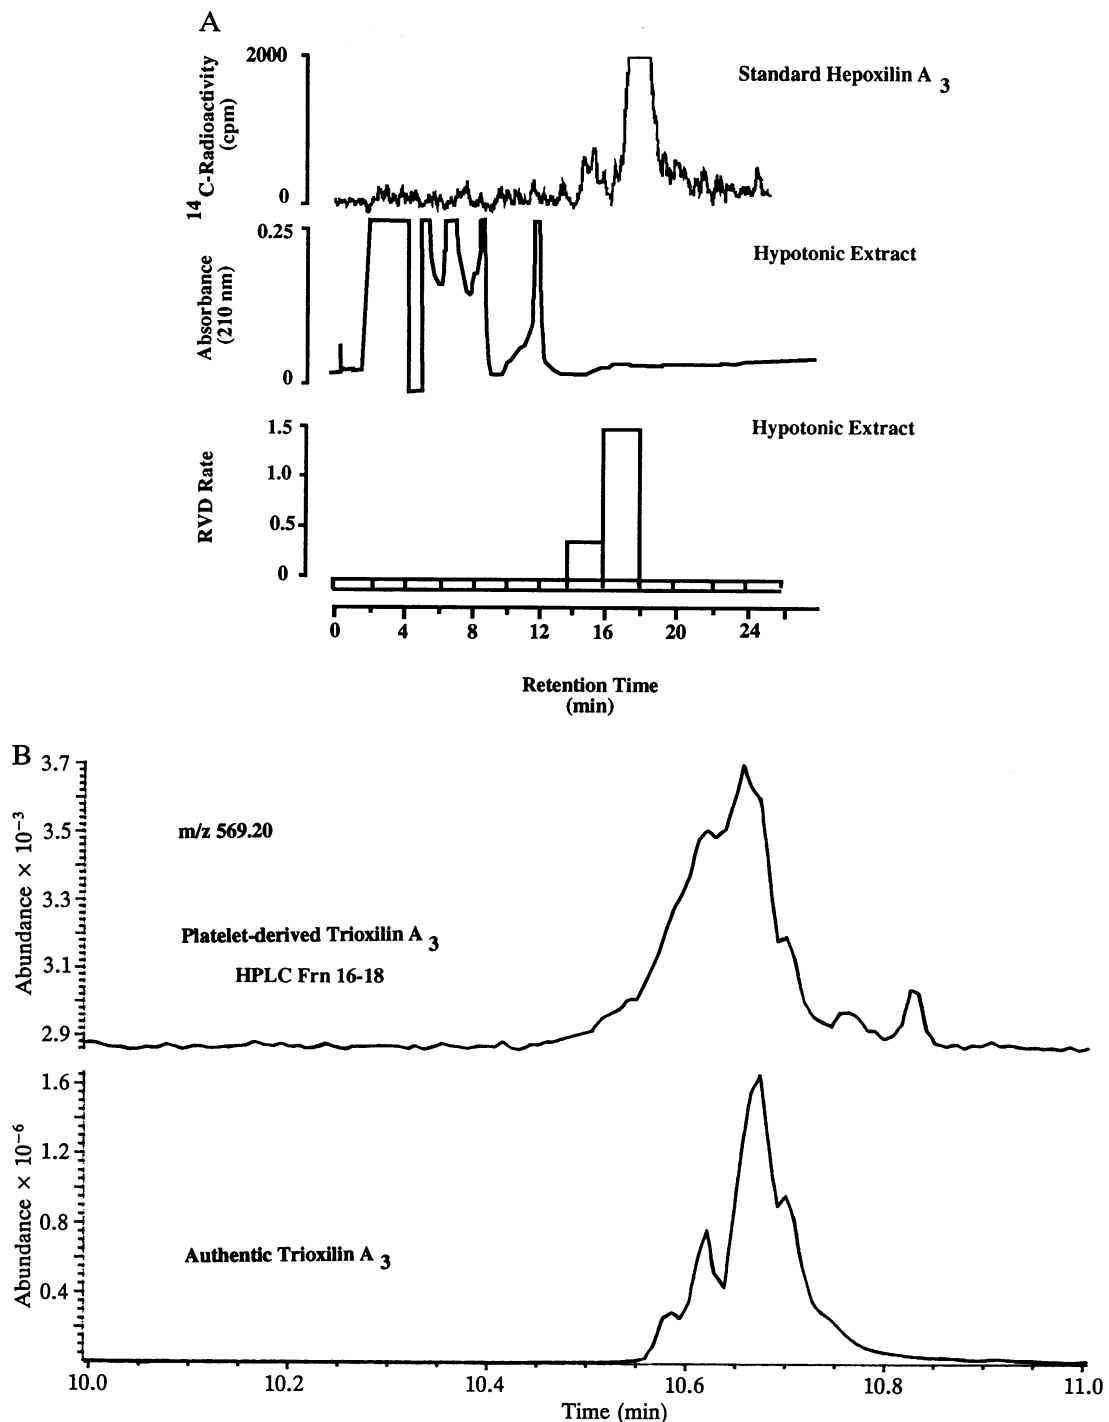 A
2000
0
14C-Radioactivity
(cpm)
Standard Hepoxilin A 3
0.25
0
Absorbance
(210 nm)
Hypotonic Extract
1.5
1.0
0.5
0
RVD Rate
Hypotonic Extract
0 4 8 12 16 20 24
Retention Time
(min)
B
3.7
3.5
3.3
3.1
2.9
Abundance × 10−3
m/z 569.20
Platelet-derived Trioxilin A 3
HPLC Frn 16-18
1.6
1.2
0.8
0.4
Abundance × 10−6
Authentic Trioxilin A 3
10.0 10.2 10.4 10.6 10.8 11.0
Time (min)